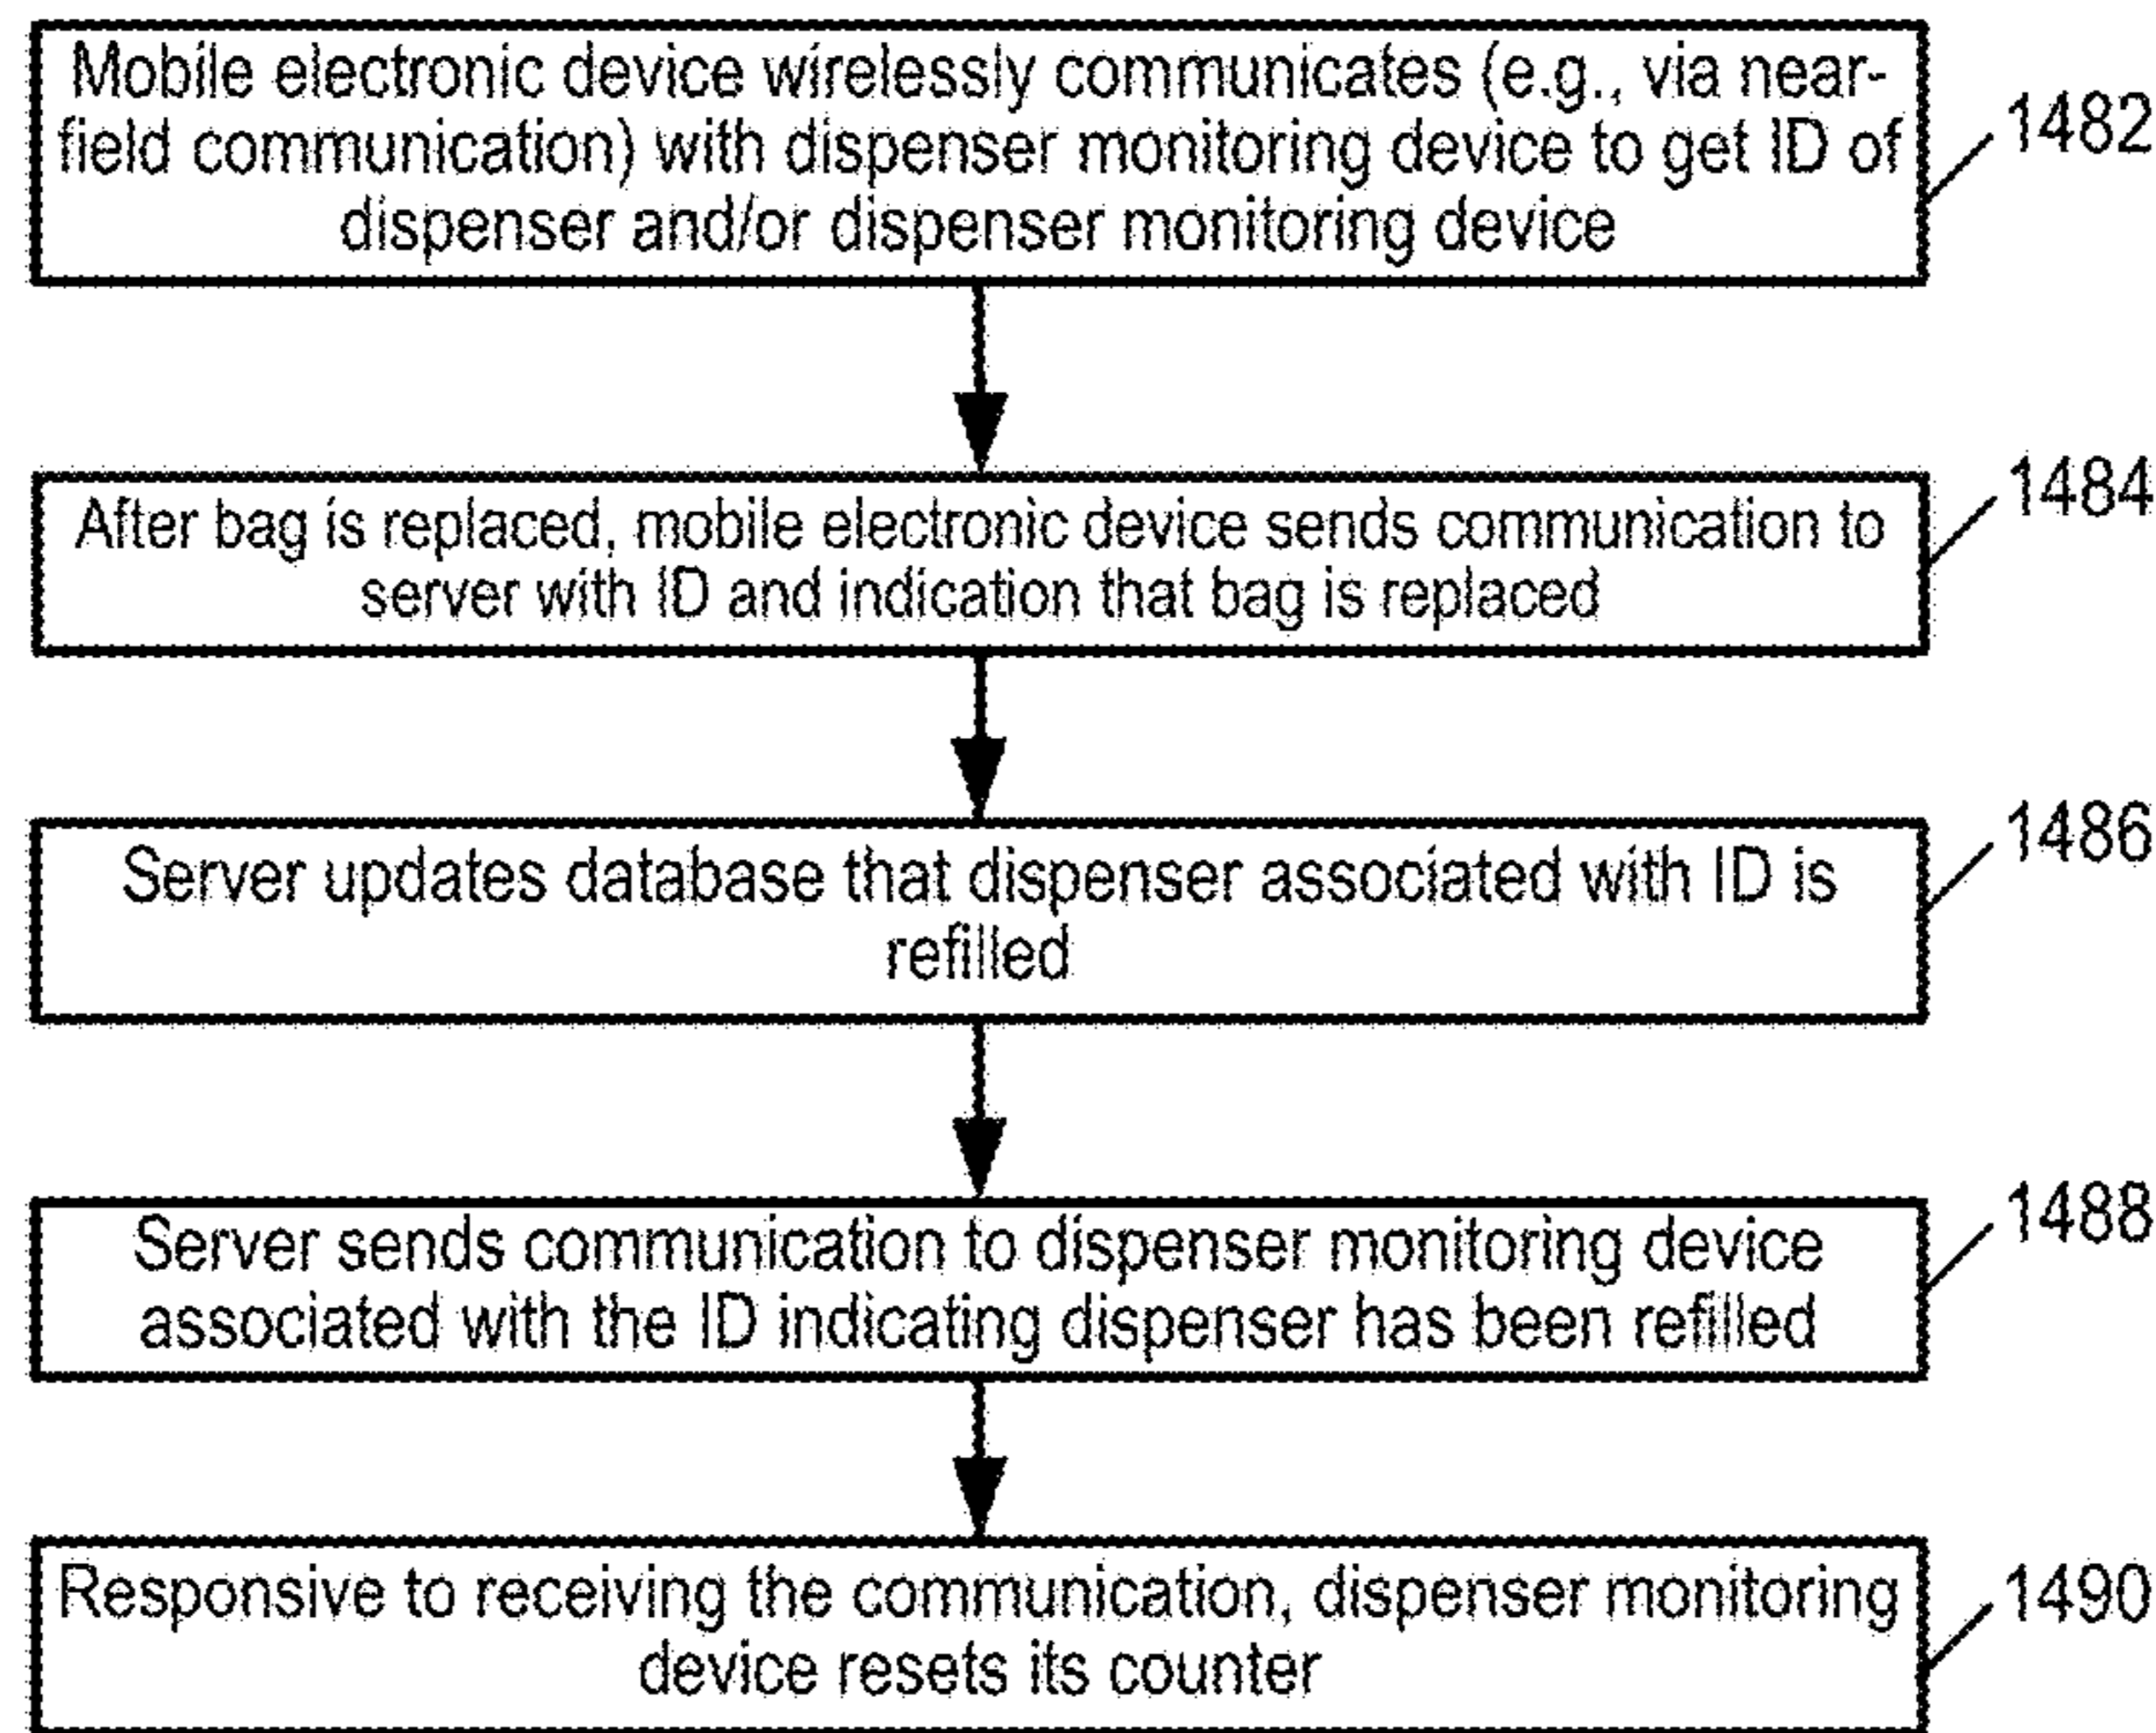 Mobile electronic device wirelessly communicates (e.g., via near-
field communication) with dispenser monitoring device to get ID of
dispenser and/or dispenser monitoring device
1482
After bag is replaced, mobile electronic device sends communication to
server with ID and indication that bag is replaced
1484
Server updates database that dispenser associated with ID is
refilled
1486
Server sends communication to dispenser monitoring device
associated with the ID indicating dispenser has been refilled
1488
Responsive to receiving the communication, dispenser monitoring
device resets its counter
1490